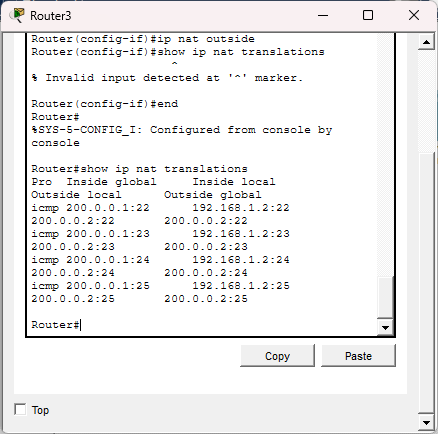 Router3
Router(config-if)#ip nat outside
Router(config-if)#show ip nat translations
^
% Invalid input detected at '^' marker.
Router(config-if)#end
Router#
%SYS-5-CONFIG_I: Configured from console by
console
Router#show ip nat translations
Pro  Inside global     Inside local
Outside local      Outside global
icmp 200.0.0.1:22      192.168.1.2:22
200.0.0.2:22       200.0.0.2:22
icmp 200.0.0.1:23      192.168.1.2:23
200.0.0.2:23       200.0.0.2:23
icmp 200.0.0.1:24      192.168.1.2:24
200.0.0.2:24       200.0.0.2:24
icmp 200.0.0.1:25      192.168.1.2:25
200.0.0.2:25       200.0.0.2:25
Router#
Copy Paste
Top